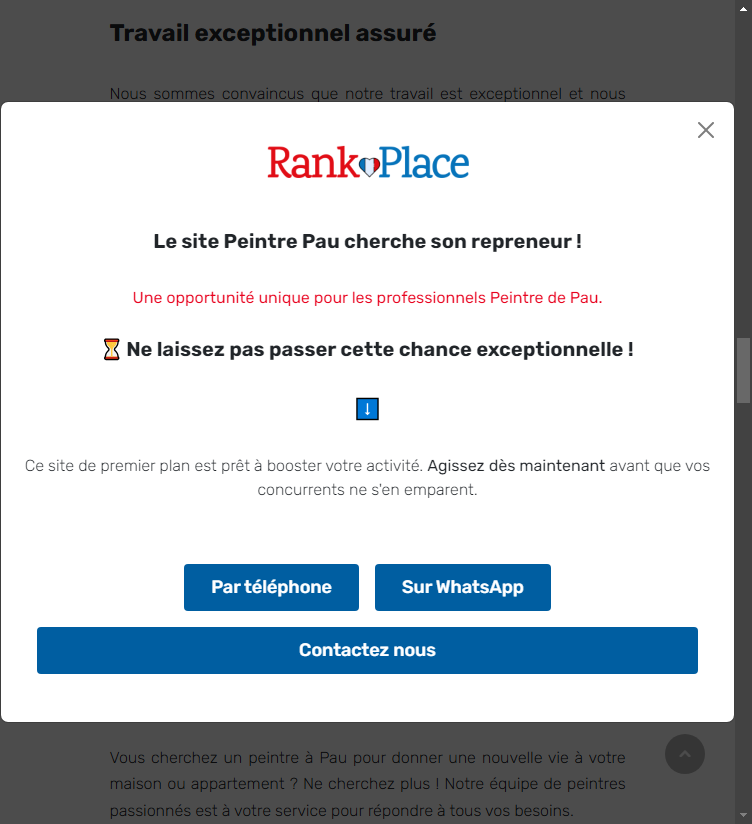 Travail exceptionnel assuré
Nous sommes convaincus que notre travail est exceptionnel et nous
Rank Place
Le site Peintre Pau cherche son repreneur !
Une opportunité unique pour les professionnels Peintre de Pau.
⏳ Ne laissez pas passer cette chance exceptionnelle !
⬇️
Ce site de premier plan est prêt à booster votre activité. Agissez dès maintenant avant que vos
concurrents ne s'en emparent.
Par téléphone Sur WhatsApp
Contactez nous
Vous cherchez un peintre à Pau pour donner une nouvelle vie à votre
maison ou appartement ? Ne cherchez plus ! Notre équipe de peintres
passionnés est à votre service pour répondre à tous vos besoins.